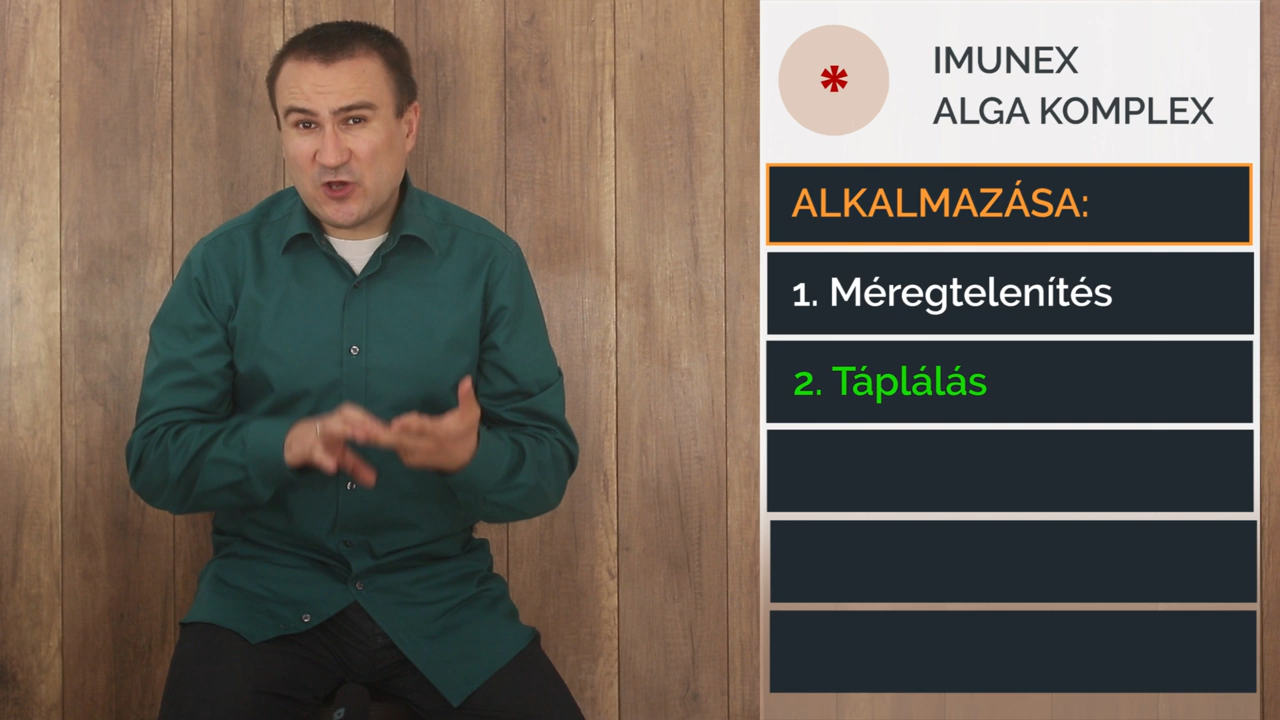 *
IMUNEX
ALGA KOMPLEX
ALKALMAZÁSA:
1. Méregtelenítés
2. Táplálás